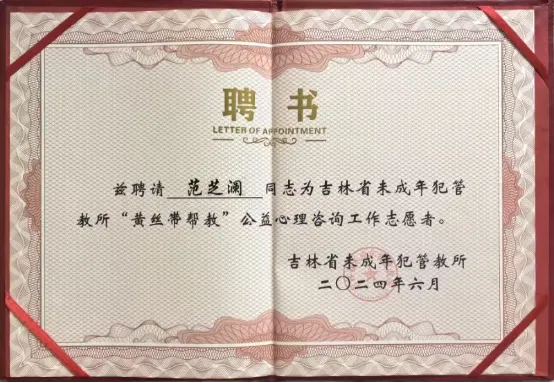 聘书
LETTER OF APPOINTMENT
兹聘请 范芝澜 同志为吉林省未成年犯管
教所“黄丝带帮教”公益心理咨询工作志愿者。
吉林省未成年犯管教所
二〇二四年六月